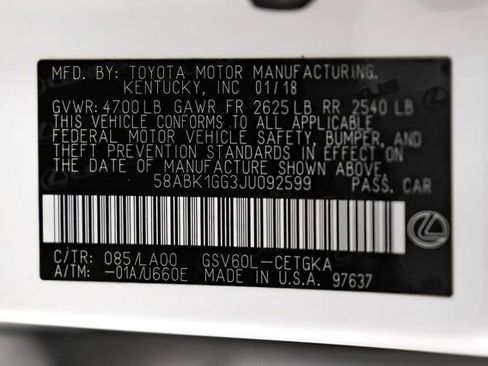 MFD. BY: TOYOTA MOTOR MANUFACTURING,
KENTUCKY, INC 01/18
GVWR: 4700 LB GAWR FR 2625 LB RR 2540 LB
THIS VEHICLE CONFORMS TO ALL APPLICABLE
FEDERAL MOTOR VEHICLE SAFETY, BUMPER, AND
THEFT PREVENTION STANDARDS IN EFFECT ON
THE DATE OF MANUFACTURE SHOWN ABOVE.
58ABK1GG3JU092599 PASS. CAR
C/TR: 085/LA00 GSV60L-CETGKA
A/TM: -01A/U660E MADE IN U.S.A. 97637